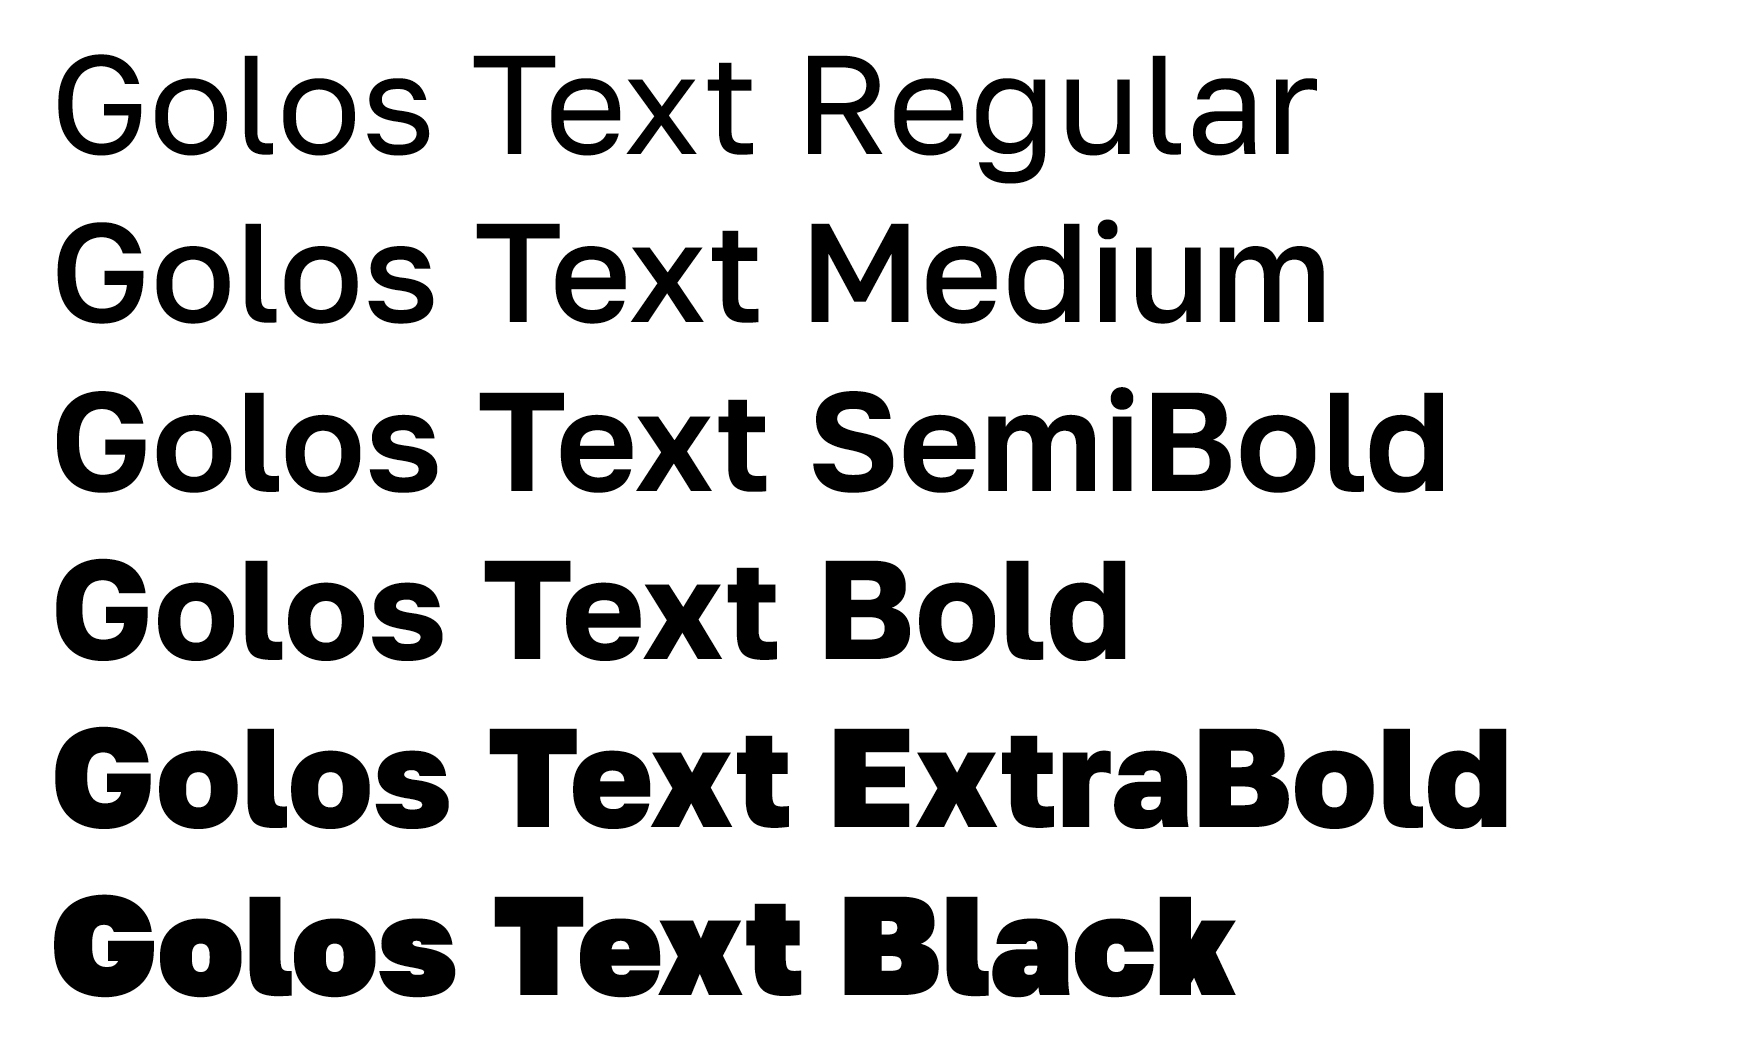 Golos Text Regular
Golos Text Medium
Golos Text SemiBold
Golos Text Bold
Golos Text ExtraBold
Golos Text Black